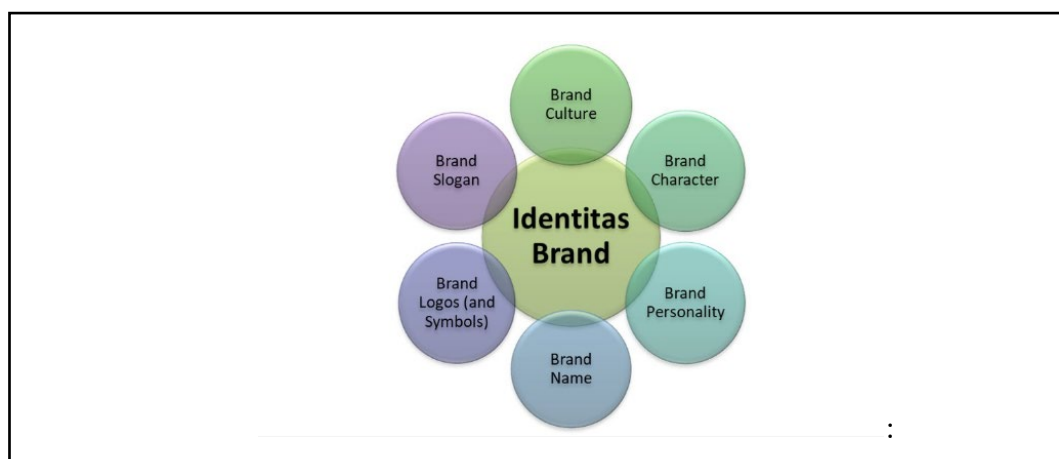 Brand
Culture
Brand
Character
Brand
Personality
Brand
Name
Brand
Logos (and
Symbols)
Brand
Slogan
Identitas
Brand
: